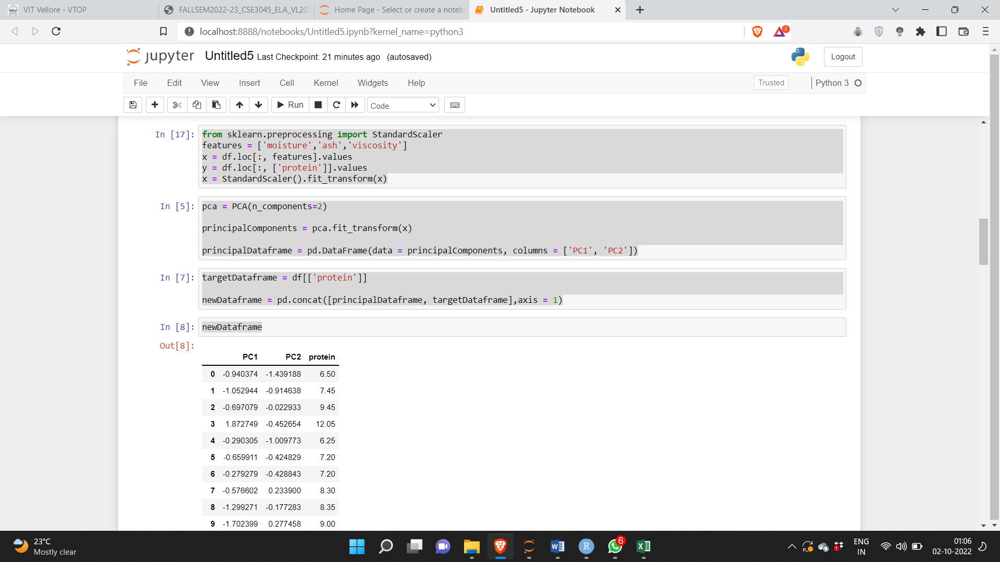 VIT Vellore - VTOP
FALLSEM2022-23_CSE3045_ELA_VL202
Home Page - Select or create a notebo
Untitled5 - Jupyter Notebook
localhost:8888/notebooks/Untitled5.ipynb?kernel_name=python3
2
jupyter Untitled5 Last Checkpoint: 21 minutes ago (autosaved)
Logout
File Edit View Insert Cell Kernel Widgets Help
Trusted
Python 3
Run
Code
In [17]: from sklearn.preprocessing import StandardScaler
features = ['moisture','ash','viscosity']
x = df.loc[:, features].values
y = df.loc[:, ['protein']].values
x = StandardScaler().fit_transform(x)
In [5]: pca = PCA(n_components=2)
principalComponents = pca.fit_transform(x)
principalDataframe = pd.DataFrame(data = principalComponents, columns = ['PC1', 'PC2'])
In [7]: targetDataframe = df[['protein']]
newDataframe = pd.concat([principalDataframe, targetDataframe],axis = 1)
In [8]: newDataframe
Out[8]:
PC1 PC2 protein
0 -0.940374 -1.439188 6.50
1 -1.052944 -0.914638 7.45
2 -0.697079 -0.022933 9.45
3 1.872749 -0.452654 12.05
4 -0.290305 -1.009773 6.25
5 -0.659911 -0.424829 7.20
6 -0.279279 -0.428843 7.20
7 -0.576602 0.233900 8.30
8 -1.299271 -0.177283 8.35
9 -1.702399 0.277458 9.00
23°C
Mostly clear
W
R
6
X
1
ENG
IN
01:06
02-10-2022